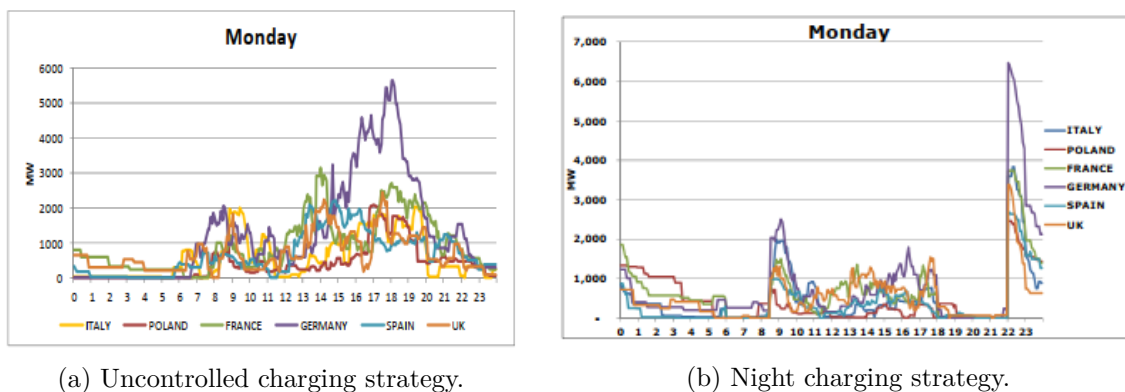 Monday
6000
5000
4000
3000
2000
1000
0
MW
0 1 2 3 4 5 6 7 8 9 10 11 12 13 14 15 16 17 18 19 20 21 22 23
ITALY POLAND FRANCE GERMANY SPAIN UK
(a) Uncontrolled charging strategy.
Monday
7,000
6,000
5,000
4,000
3,000
2,000
1,000
-
MW
0 1 2 3 4 5 6 7 8 9 10 11 12 13 14 15 16 17 18 19 20 21 22 23
ITALY
POLAND
FRANCE
GERMANY
SPAIN
UK
(b) Night charging strategy.